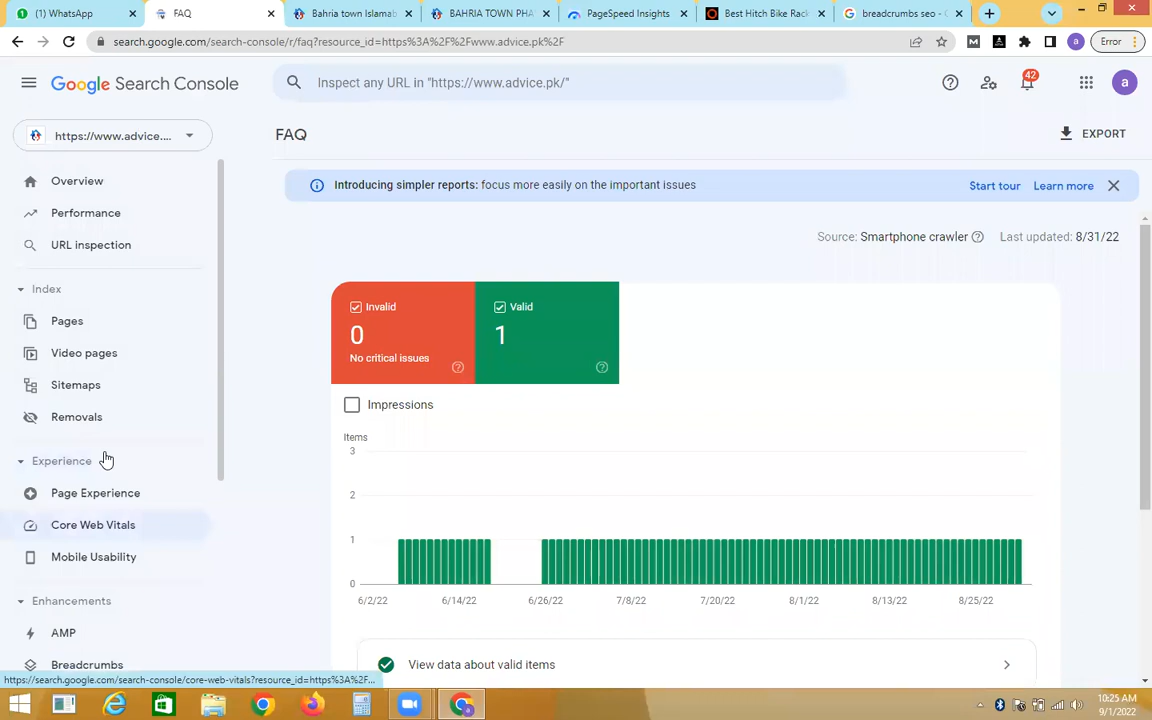 (1) WhatsApp
FAQ
Bahria town Islamab
BAHRIA TOWN PHA
PageSpeed Insights
Best Hitch Bike Rac
breadcrumbs seo - G
search.google.com/search-console/r/faq?resource_id=https%3A%2F%2Fwww.advice.pk%2F
Error
Google Search Console
Inspect any URL in "https://www.advice.pk/"
42
a
https://www.advice....
FAQ
EXPORT
Overview
Performance
URL inspection
Index
Pages
Video pages
Sitemaps
Removals
Experience
Page Experience
Core Web Vitals
Mobile Usability
Enhancements
AMP
Breadcrumbs
Introducing simpler reports: focus more easily on the important issues
Start tour
Learn more
Source: Smartphone crawler
Last updated: 8/31/22
Invalid
0
No critical issues
Valid
1
Impressions
Items
3
2
1
0
6/2/22
6/14/22
6/26/22
7/8/22
7/20/22
8/1/22
8/13/22
8/25/22
View data about valid items
https://search.google.com/search-console/core-web-vitals?resource_id=https%3A%2F...
10:25 AM
9/1/2022